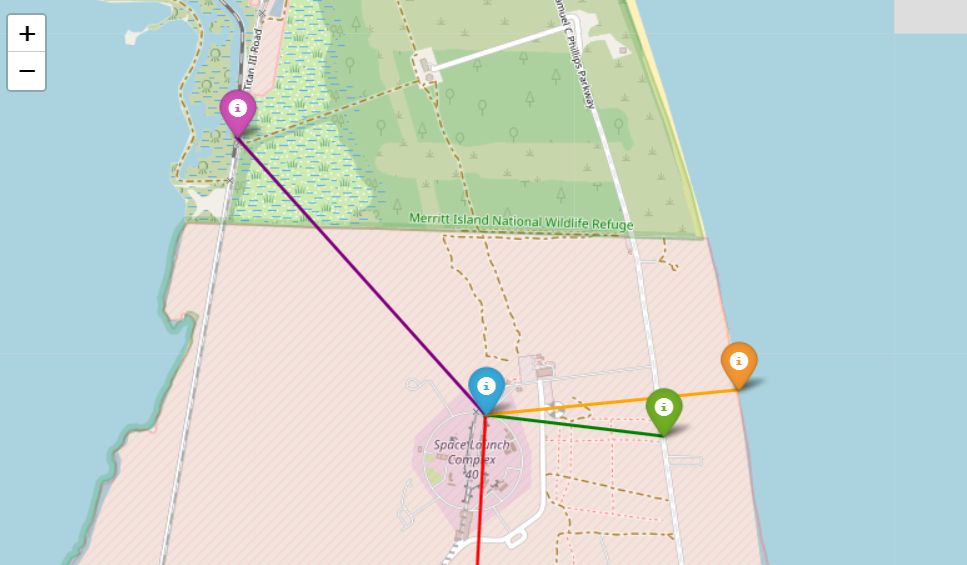 +
−
Titan III Road
Samuel C Phillips Parkway
Merritt Island National Wildlife Refuge
i
i
i
i
Space Launch
Complex
40